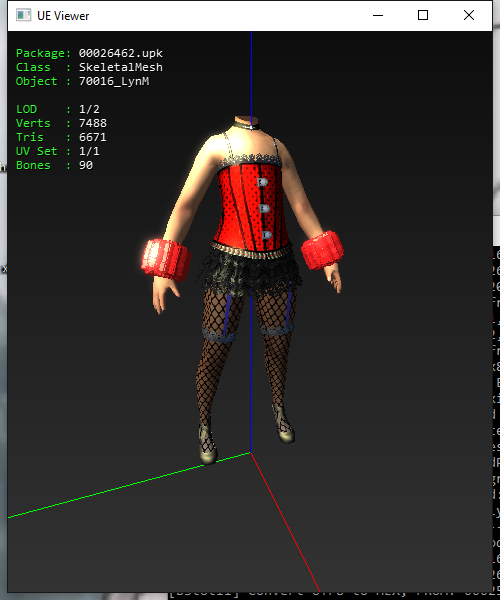 UE Viewer
Package: 00026462.upk
Class : SkeletalMesh
Object : 70016_LynM
LOD : 1/2
Verts : 7488
Tris : 6671
UV Set : 1/1
Bones : 90